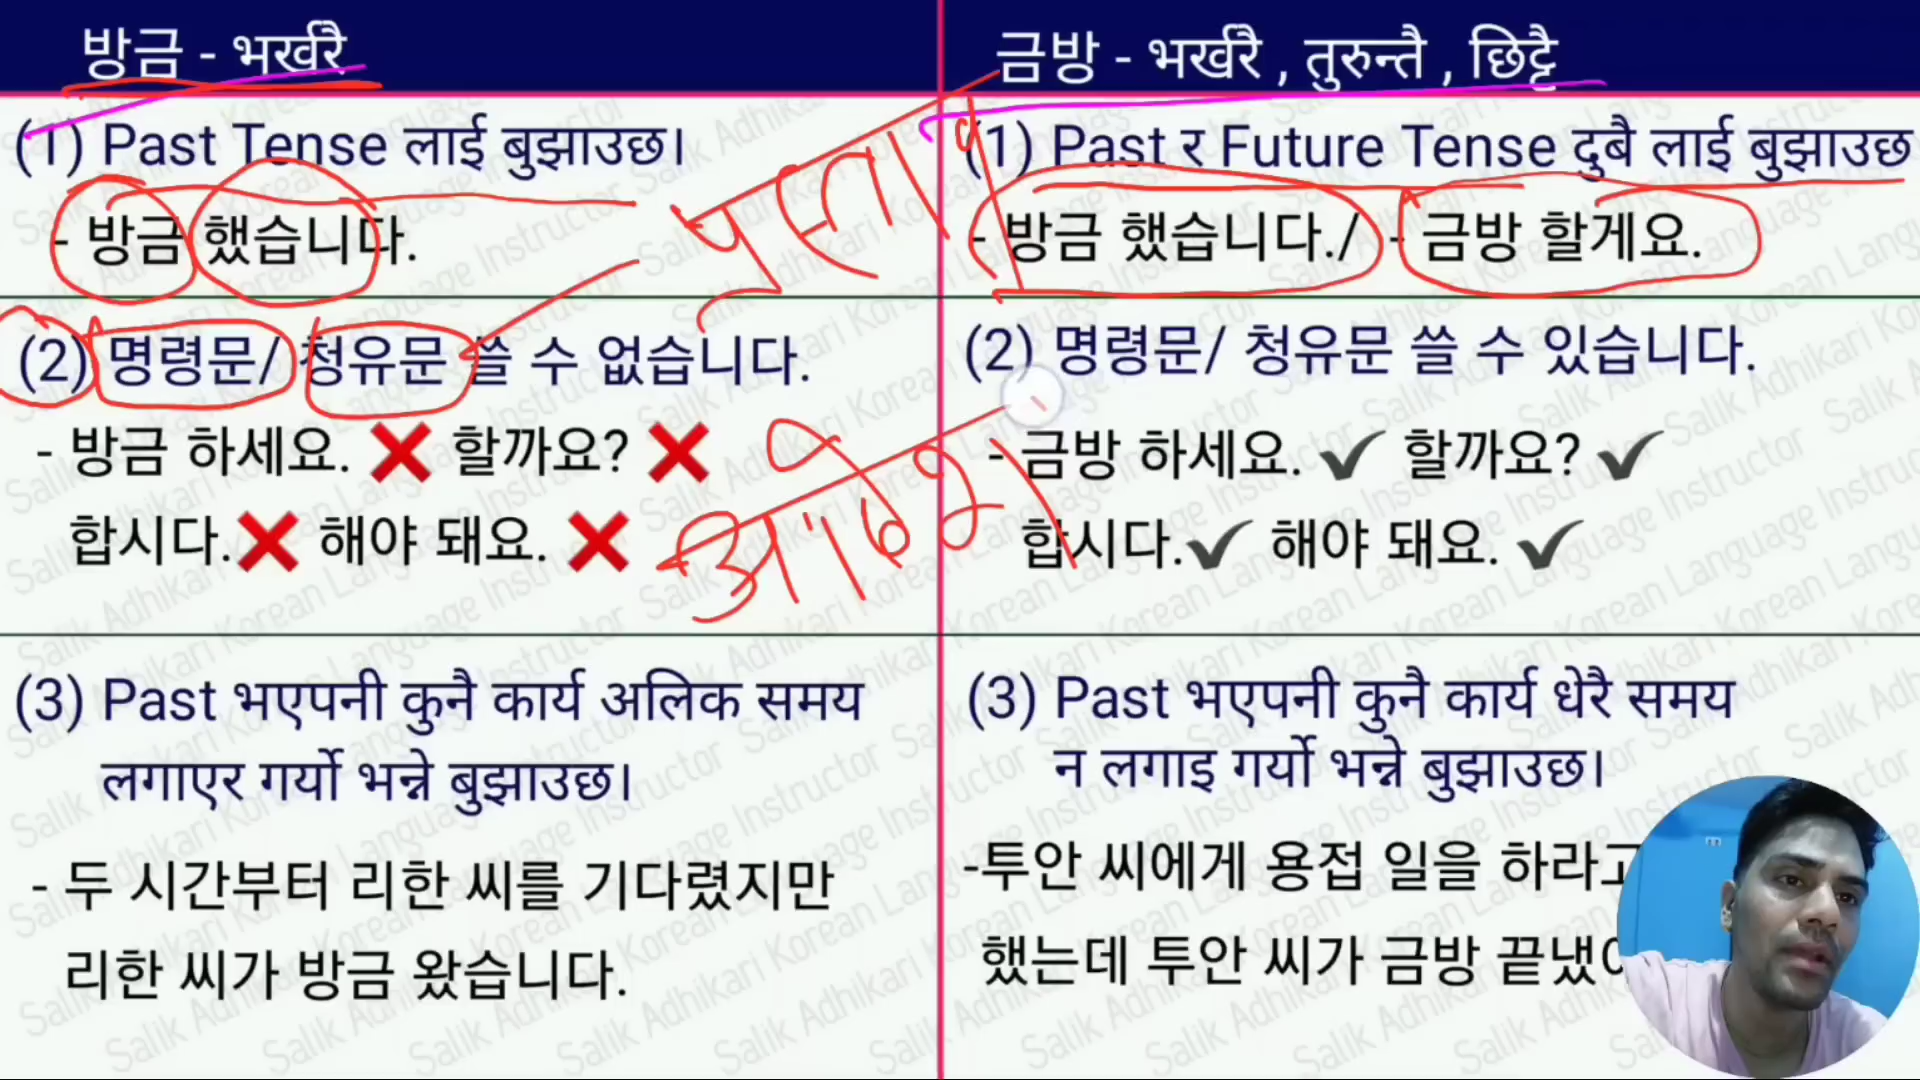 방금 - भर्खरै
(1) Past Tense लाई बुझाउछ।
- 방금 했습니다.
(2) 명령문/ 청유문 쓸 수 없습니다.
- 방금 하세요. ❌ 할까요? ❌
합시다.❌ 해야 돼요. ❌
(3) Past भएपनी कुनै कार्य अलिक समय
लगाएर गर्यो भन्ने बुझाउछ।
- 두 시간부터 리한 씨를 기다렸지만
리한 씨가 방금 왔습니다.
금방 - भर्खरै , तुरुन्तै , छिट्टै
(1) Past र Future Tense दुबै लाई बुझाउछ
- 방금 했습니다./ - 금방 할게요.
(2) 명령문/ 청유문 쓸 수 있습니다.
- 금방 하세요. ✔ 할까요? ✔
합시다.✔ 해야 돼요. ✔
(3) Past भएपनी कुनै कार्य धेरै समय
न लगाइ गर्यो भन्ने बुझाउछ।
-투안 씨에게 용접 일을 하라고
했는데 투안 씨가 금방
Salik Adhikari Korean Language Instructor